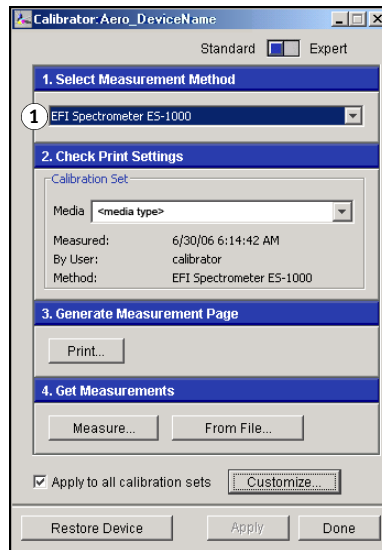 Calibrator:Aero_DeviceName
Standard Expert
1. Select Measurement Method
1 EFI Spectrometer ES-1000
2. Check Print Settings
Calibration Set
Media <media type>
Measured: 6/30/06 6:14:42 AM
By User: calibrator
Method: EFI Spectrometer ES-1000
3. Generate Measurement Page
Print...
4. Get Measurements
Measure... From File...
Apply to all calibration sets Customize...
Restore Device Apply Done